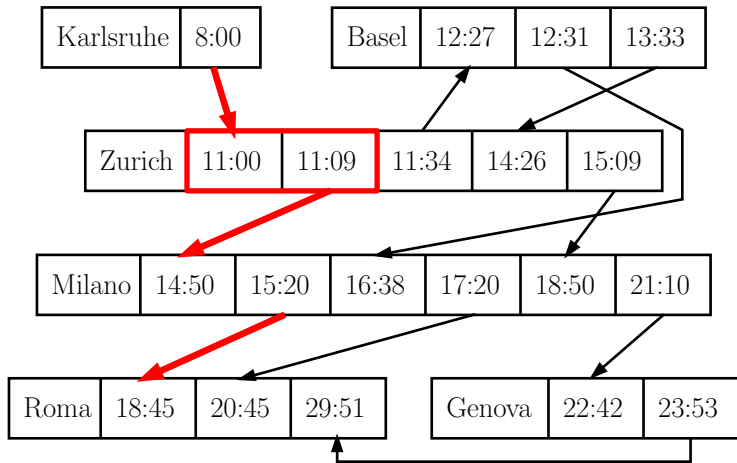 Karlsruhe 8:00
Basel 12:27 12:31 13:33
Zurich 11:00 11:09 11:34 14:26 15:09
Milano 14:50 15:20 16:38 17:20 18:50 21:10
Roma 18:45 20:45 29:51
Genova 22:42 23:53